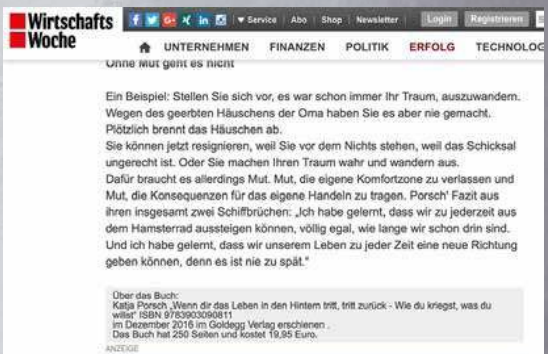 Wirtschafts
Woche
Service | Abo | Shop | Newsletter
Login
Registrieren
UNTERNEHMEN FINANZEN POLITIK ERFOLG TECHNOLOG
Ohne Mut geht es nicht
Ein Beispiel: Stellen Sie sich vor, es war schon immer Ihr Traum, auszuwandern.
Wegen des geerbten Häuschens der Oma haben Sie es aber nie gemacht.
Plötzlich brennt das Häuschen ab.
Sie können jetzt resignieren, weil Sie vor dem Nichts stehen, weil das Schicksal
ungerecht ist. Oder Sie machen Ihren Traum wahr und wandern aus.
Dafür braucht es allerdings Mut. Mut, die eigene Komfortzone zu verlassen und
Mut, die Konsequenzen für das eigene Handeln zu tragen. Porsch' Fazit aus
ihren insgesamt zwei Schiffbrüchen: „Ich habe gelernt, dass wir zu jederzeit aus
dem Hamsterrad aussteigen können, völlig egal, wie lange wir schon drin sind.
Und ich habe gelernt, dass wir unserem Leben zu jeder Zeit eine neue Richtung
geben können, denn es ist nie zu spät."
Über das Buch:
Katja Porsch „Wenn dir das Leben in den Hintern tritt, tritt zurück - Wie du kriegst, was du
willst" ISBN 9783903090811
im Dezember 2016 im Goldegg Verlag erschienen .
Das Buch hat 250 Seiten und kostet 19,95 Euro.
ANZEIGE